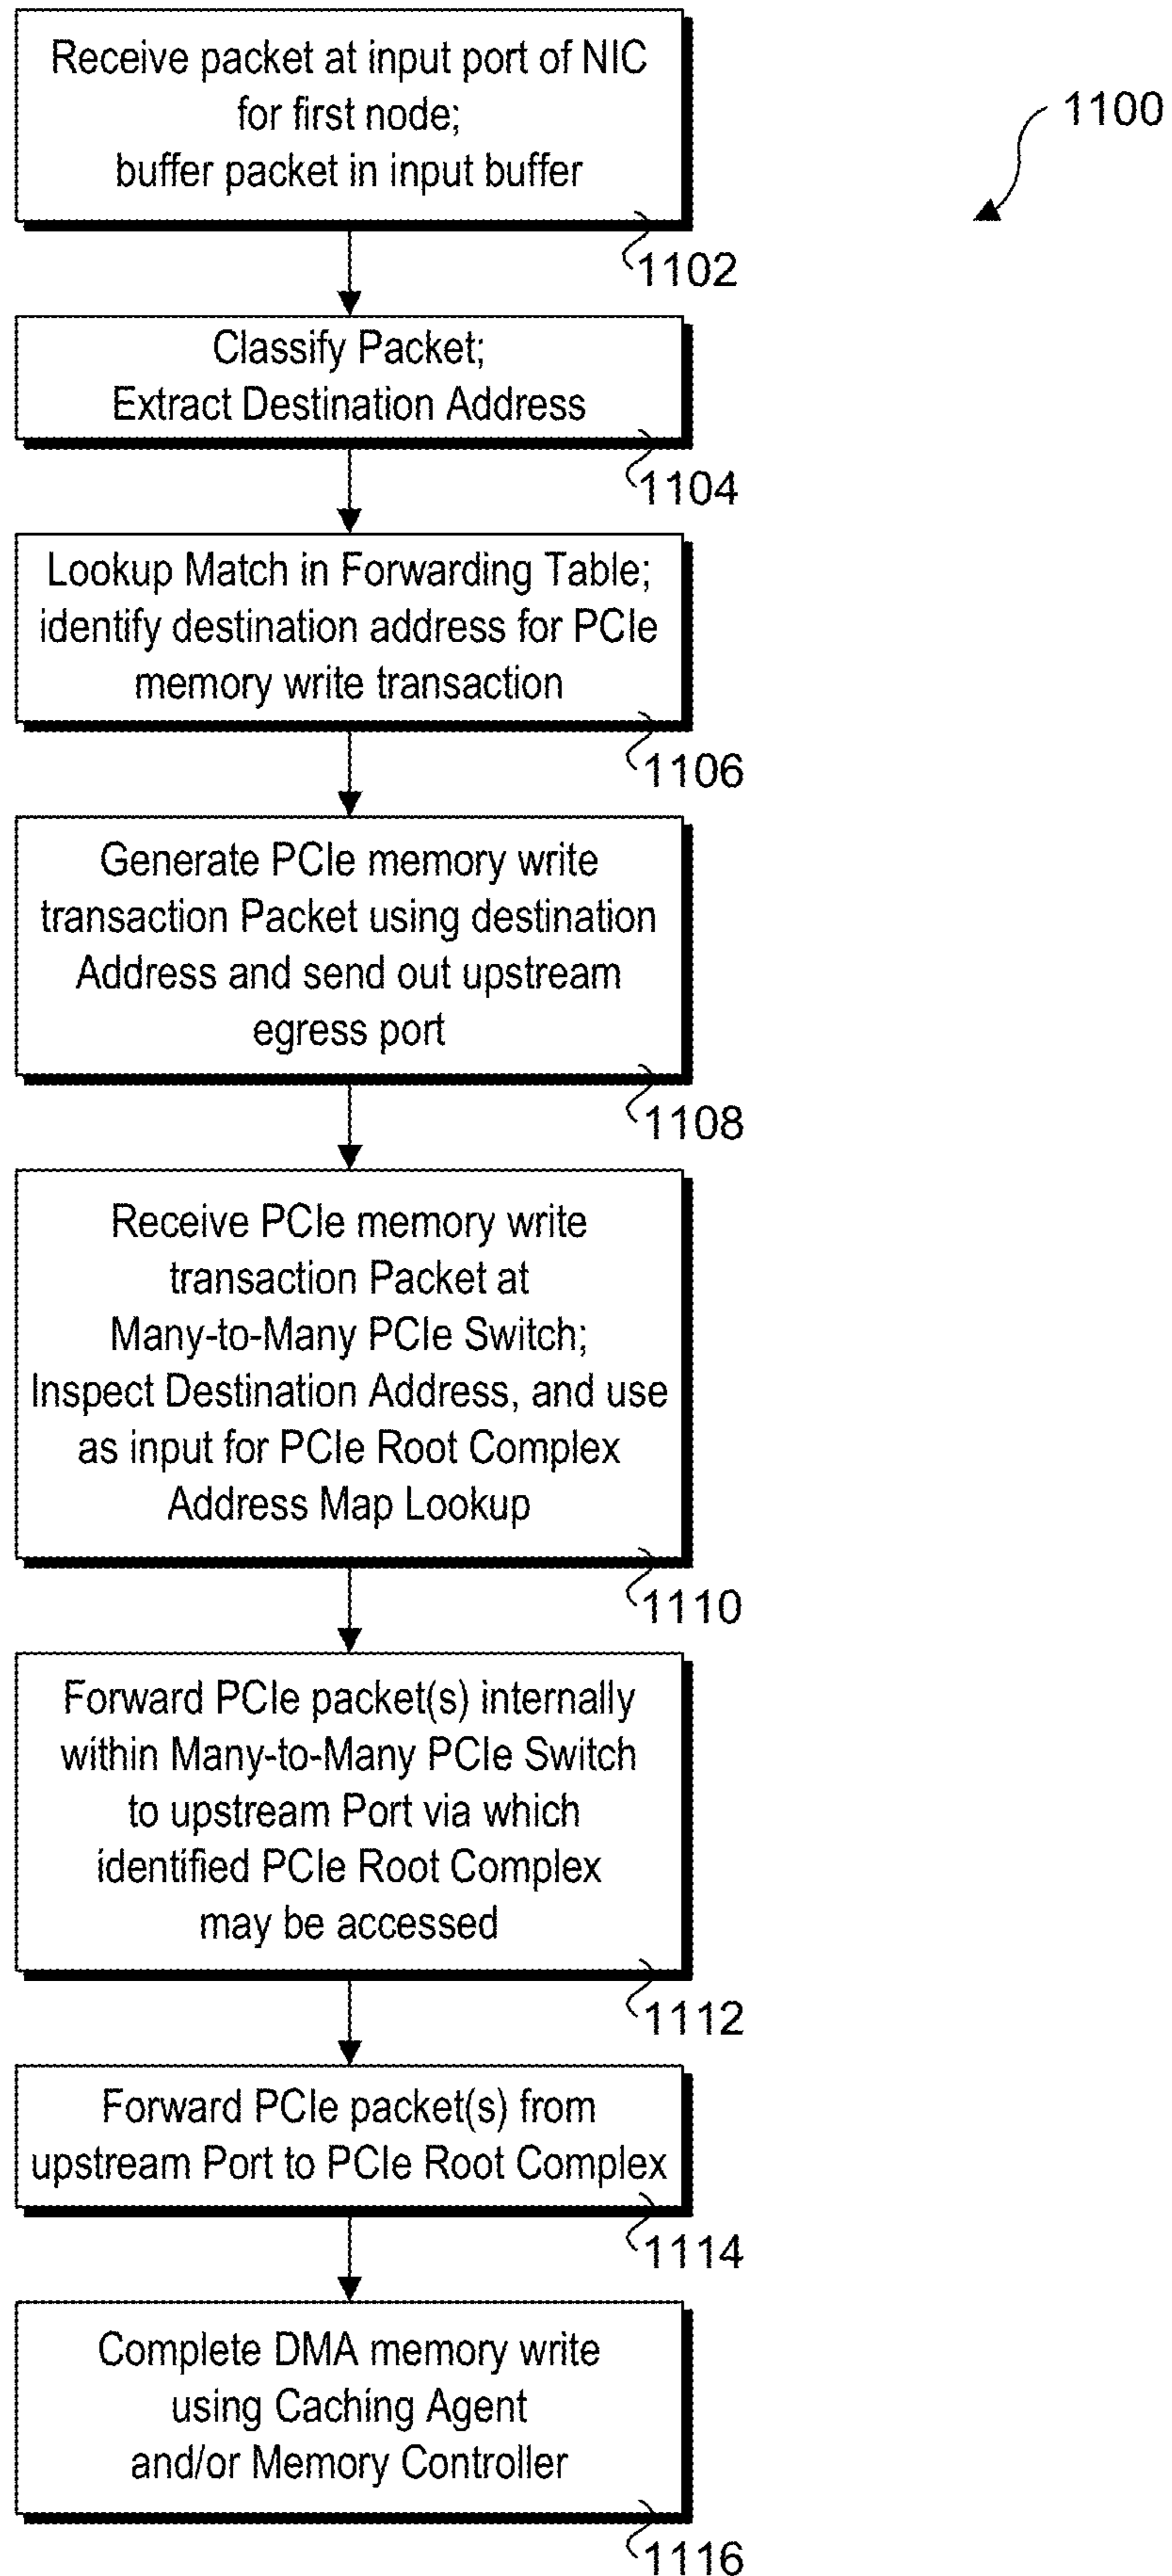 Receive packet at input port of NIC
for first node;
buffer packet in input buffer
1100
1102
Classify Packet;
Extract Destination Address
1104
Lookup Match in Forwarding Table;
identify destination address for PCIe
memory write transaction
1106
Generate PCIe memory write
transaction Packet using destination
Address and send out upstream
egress port
1108
Receive PCIe memory write
transaction Packet at
Many-to-Many PCIe Switch;
Inspect Destination Address, and use
as input for PCIe Root Complex
Address Map Lookup
1110
Forward PCIe packet(s) internally
within Many-to-Many PCIe Switch
to upstream Port via which
identified PCIe Root Complex
may be accessed
1112
Forward PCIe packet(s) from
upstream Port to PCIe Root Complex
1114
Complete DMA memory write
using Caching Agent
and/or Memory Controller
1116